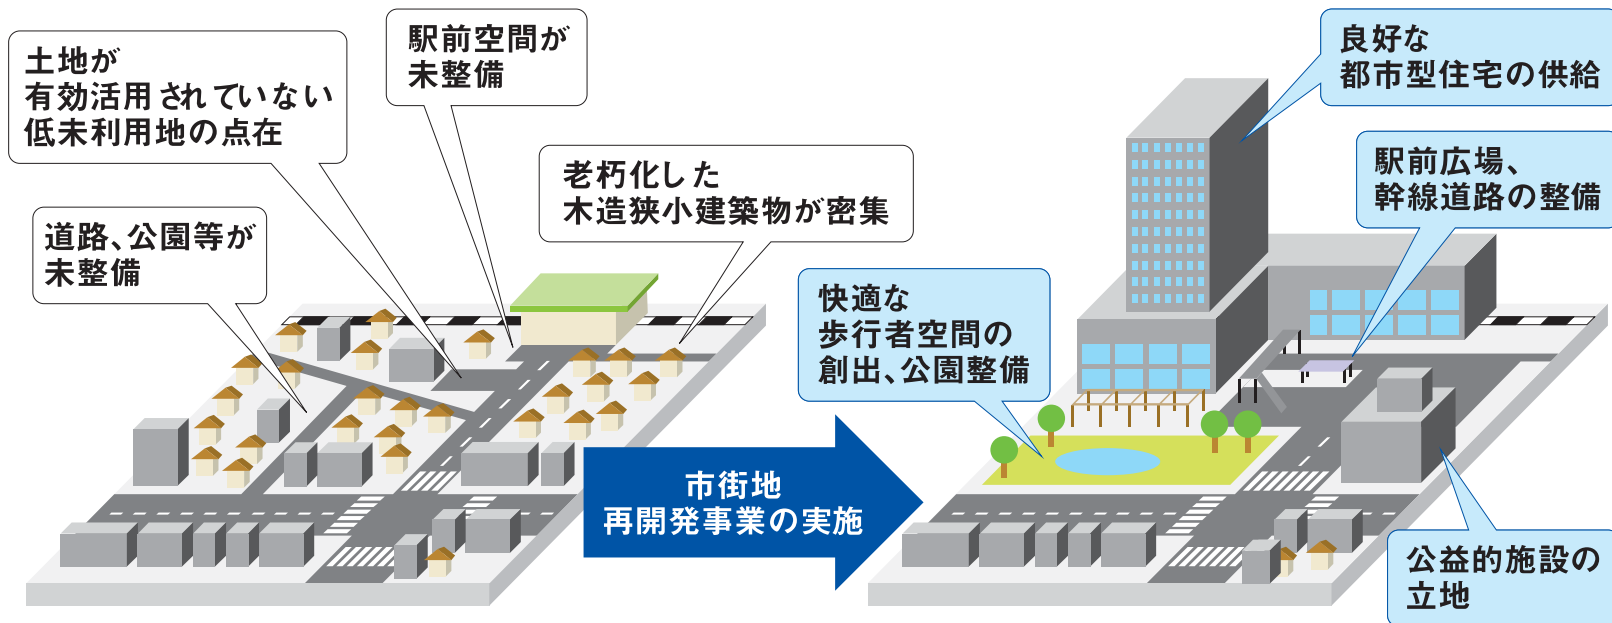 土地が
有効活用されていない
低未利用地の点在
駅前空間が
未整備
老朽化した
木造狭小建築物が密集
道路、公園等が
未整備
市街地
再開発事業の実施
良好な
都市型住宅の供給
駅前広場、
幹線道路の整備
快適な
歩行者空間の
創出、公園整備
公益的施設の
立地